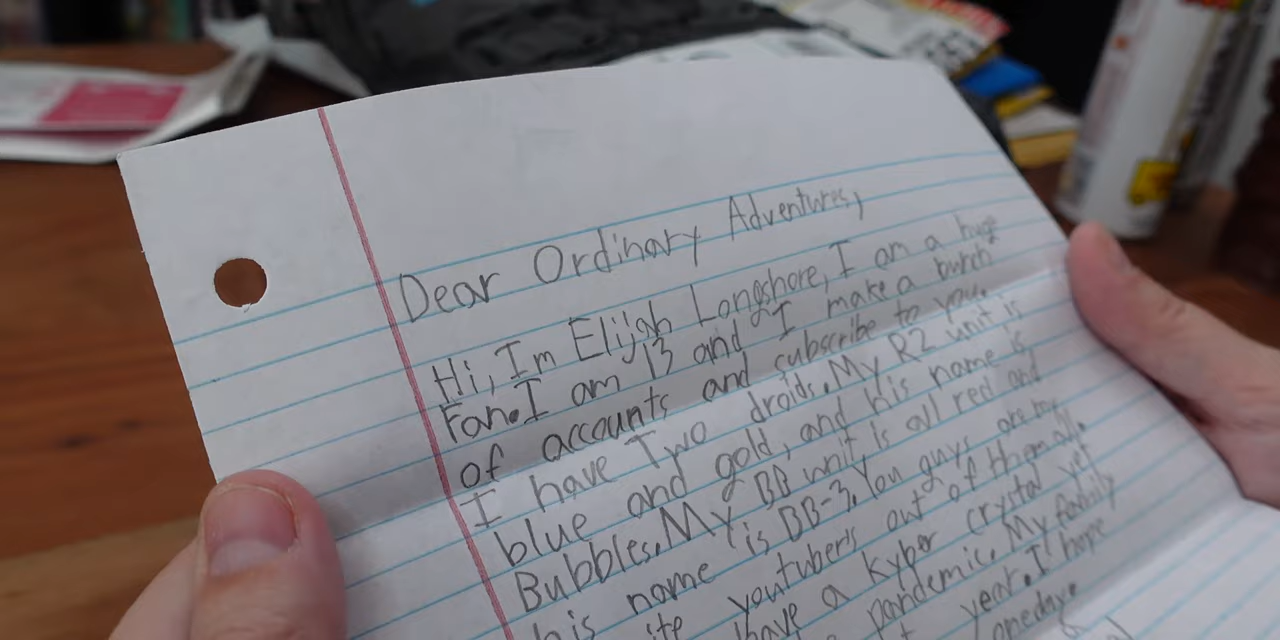 Dear Ordinary Adventures,
Hi, Im Elijah Longshore, I am a huge
Fan. I am 13 and I make a bunch
of accounts and subscribe to you.
I have Two droids. My R2 unit is
blue and gold, and his name is
Bubbles. My BB unit is all red and
his name is BB-3. You guys are my
ite youtubers out of them all.
have a kyber crystal yet
pandemic. My family
year. I hope
oneday